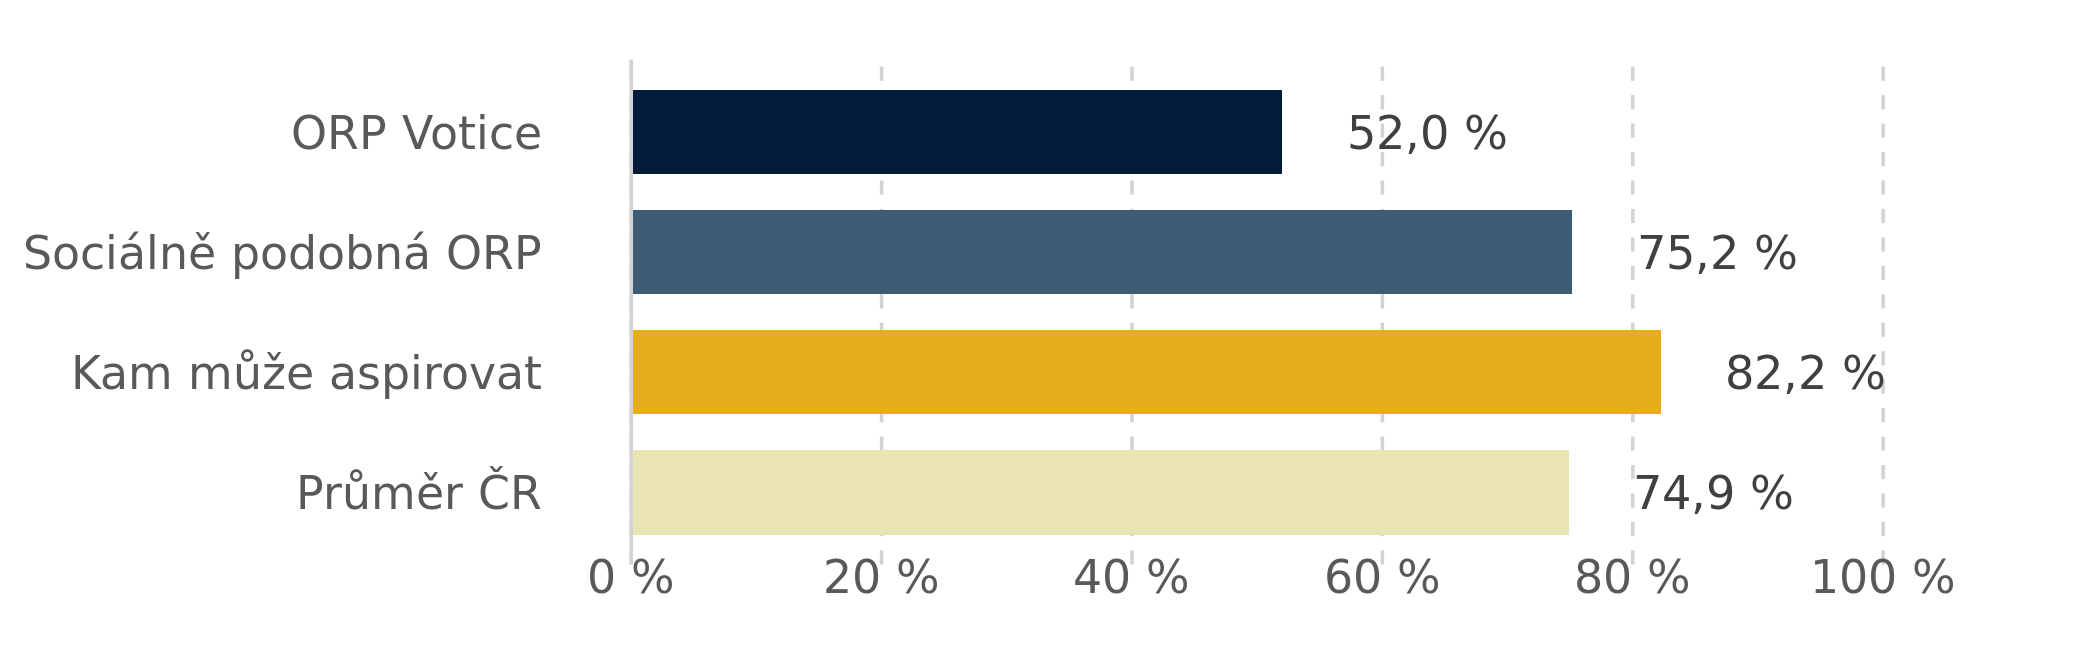 ORP Votice 52,0 %
Sociálně podobná ORP 75,2 %
Kam může aspirovat 82,2 %
Průměr ČR 74,9 %
0 % 20 % 40 % 60 % 80 % 100 %